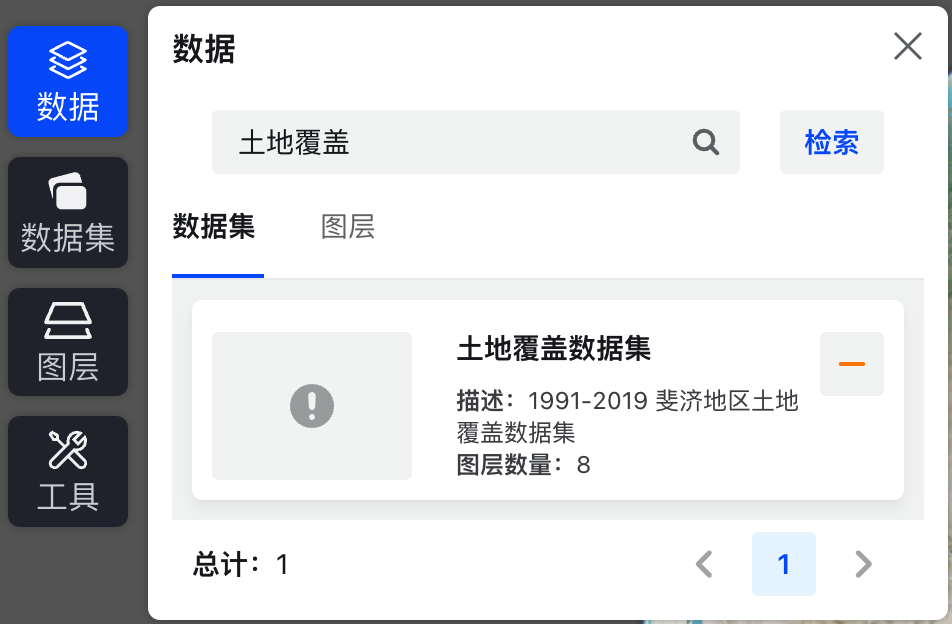 数据
数据集
图层
工具
数据
土地覆盖
检索
数据集 图层
土地覆盖数据集
描述：1991-2019 斐济地区土地
覆盖数据集
图层数量：8
总计：1
1